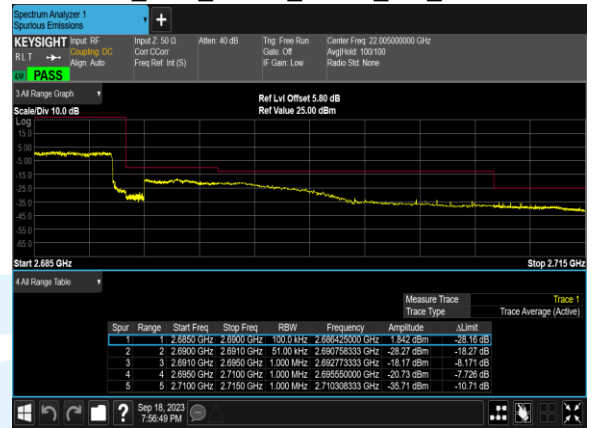 Spectrum Analyzer 1
Spurious Emissions
+
KEYSIGHT Input: RF Input Z: 50 Ω Atten: 40 dB Trig: Free Run Center Freq: 22.005000000 GHz
RLT Coupling: DC Corr CCorr Gate: Off Avg|Hold: 100/100
Align: Auto Freq Ref: Int (S) IF Gain: Low Radio Std: None
LV PASS
3 All Range Graph
Ref Lvl Offset 5.80 dB
Scale/Div 10.0 dB Ref Value 25.00 dBm
Log
15.0
5.00
-5.00
-15.0
-25.0
-35.0
-45.0
-55.0
-65.0
Start 2.685 GHz Stop 2.715 GHz
4 All Range Table
Measure Trace Trace 1
Trace Type Trace Average (Active)
Spur Range Start Freq Stop Freq RBW Frequency Amplitude ΔLimit
1 1 2.6850 GHz 2.6900 GHz 100.0 kHz 2.686425000 GHz 1.842 dBm -28.16 dB
2 2 2.6900 GHz 2.6910 GHz 51.00 kHz 2.690758333 GHz -28.27 dBm -18.27 dB
3 3 2.6910 GHz 2.6950 GHz 1.000 MHz 2.692773333 GHz -18.17 dBm -8.171 dB
4 4 2.6950 GHz 2.7100 GHz 1.000 MHz 2.695550000 GHz -20.73 dBm -7.726 dB
5 5 2.7100 GHz 2.7150 GHz 1.000 MHz 2.710308333 GHz -35.71 dBm -10.71 dB
? Sep 18, 2023
7:56:49 PM